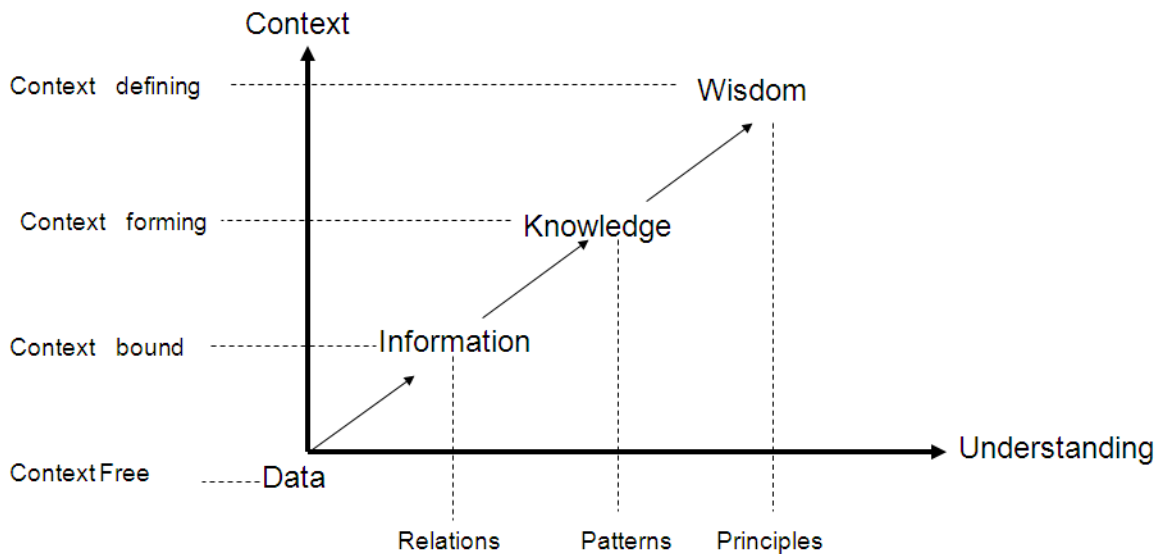 Context
Context defining
Wisdom
Context forming
Knowledge
Context bound
Information
Understanding
Context Free
Data
Relations
Patterns
Principles